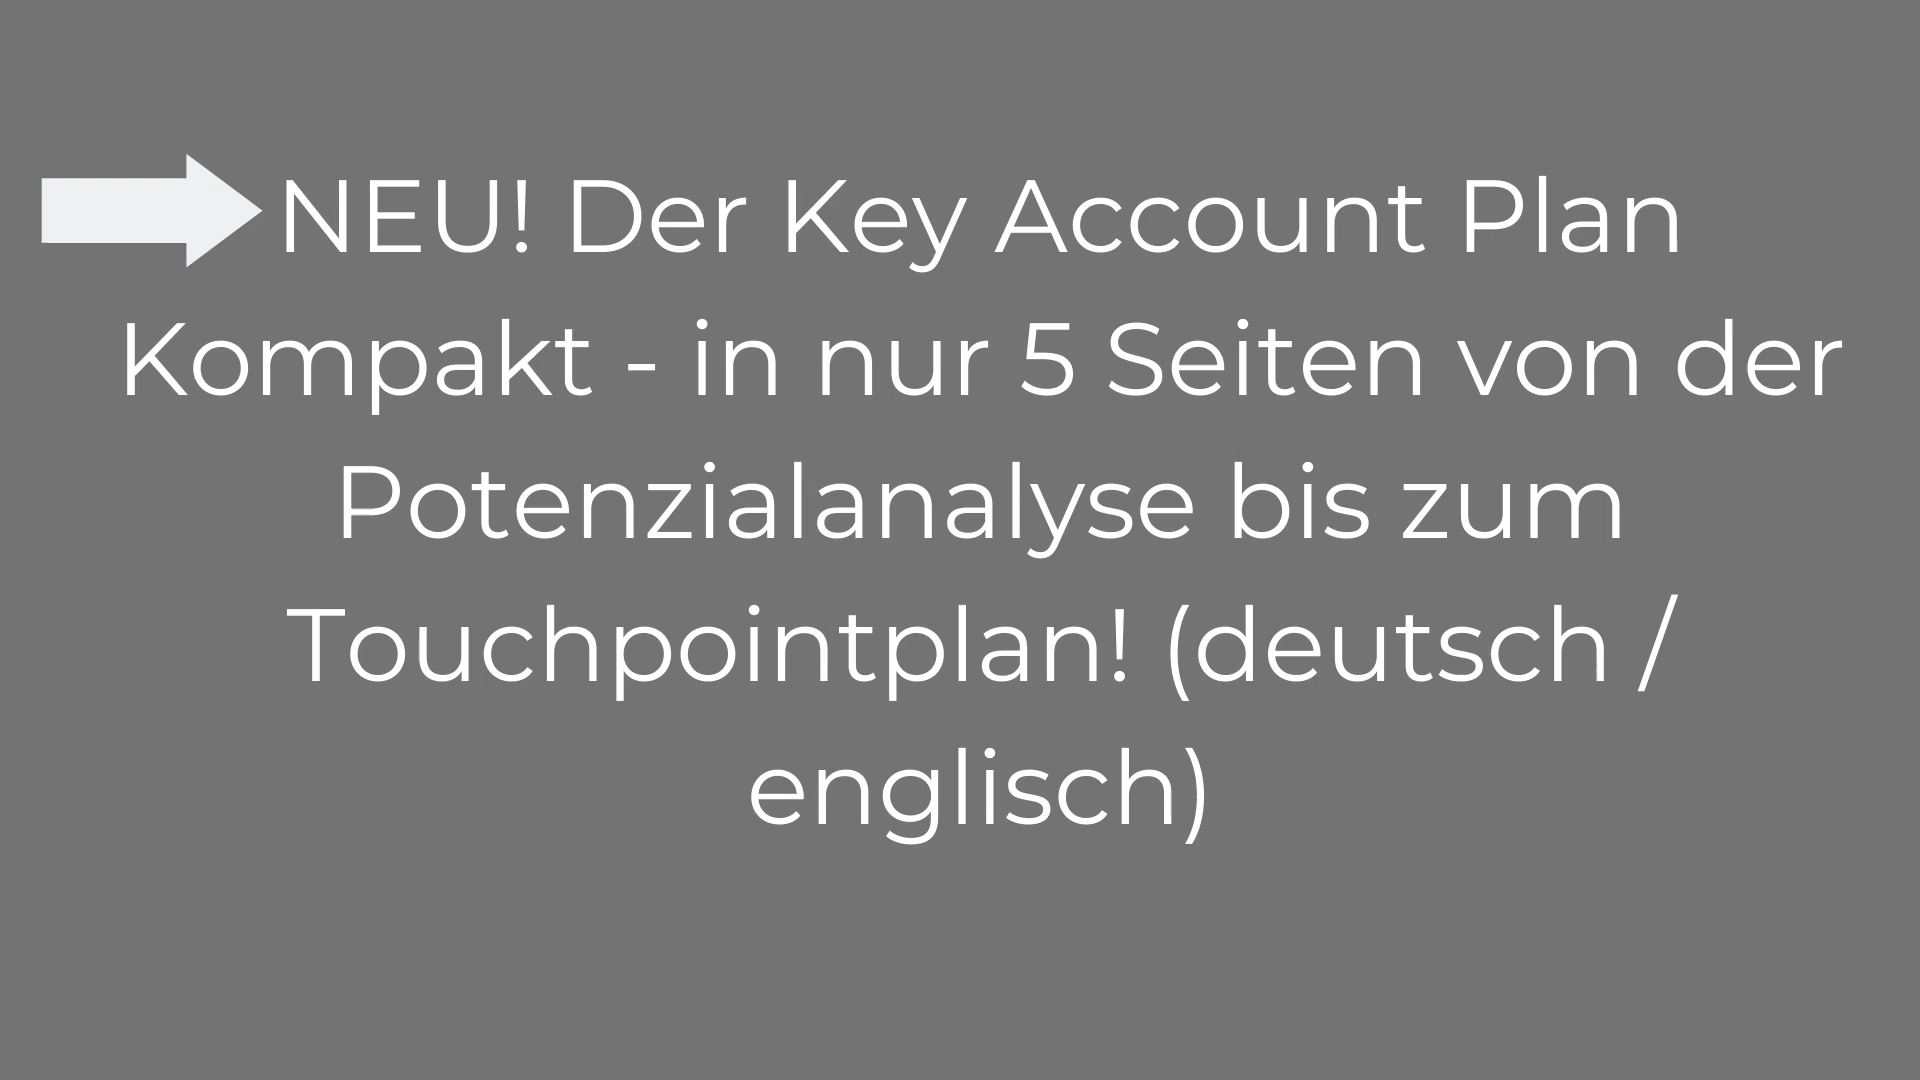 NEU! Der Key Account Plan
Kompakt - in nur 5 Seiten von der
Potenzialanalyse bis zum
Touchpointplan! (deutsch /
englisch)